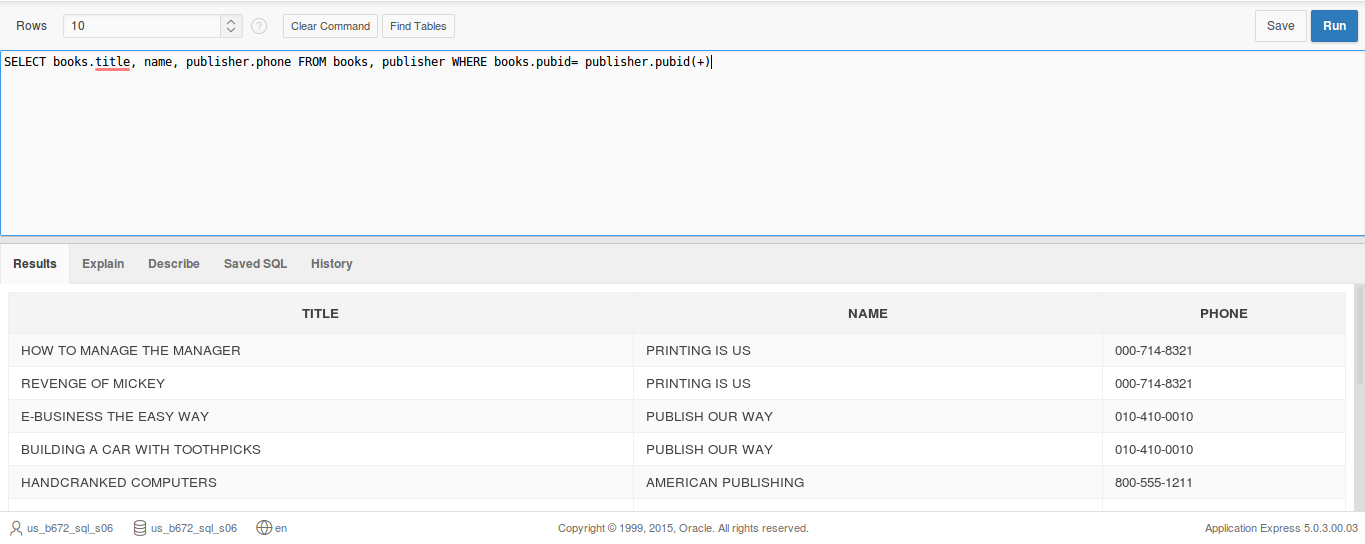 Rows 10 ? Clear Command Find Tables Save Run
SELECT books.title, name, publisher.phone FROM books, publisher WHERE books.pubid= publisher.pubid(+)
Results Explain Describe Saved SQL History
TITLE NAME PHONE
HOW TO MANAGE THE MANAGER PRINTING IS US 000-714-8321
REVENGE OF MICKEY PRINTING IS US 000-714-8321
E-BUSINESS THE EASY WAY PUBLISH OUR WAY 010-410-0010
BUILDING A CAR WITH TOOTHPICKS PUBLISH OUR WAY 010-410-0010
HANDCRANKED COMPUTERS AMERICAN PUBLISHING 800-555-1211
us_b672_sql_s06 us_b672_sql_s06 en Copyright © 1999, 2015, Oracle. All rights reserved. Application Express 5.0.3.00.03